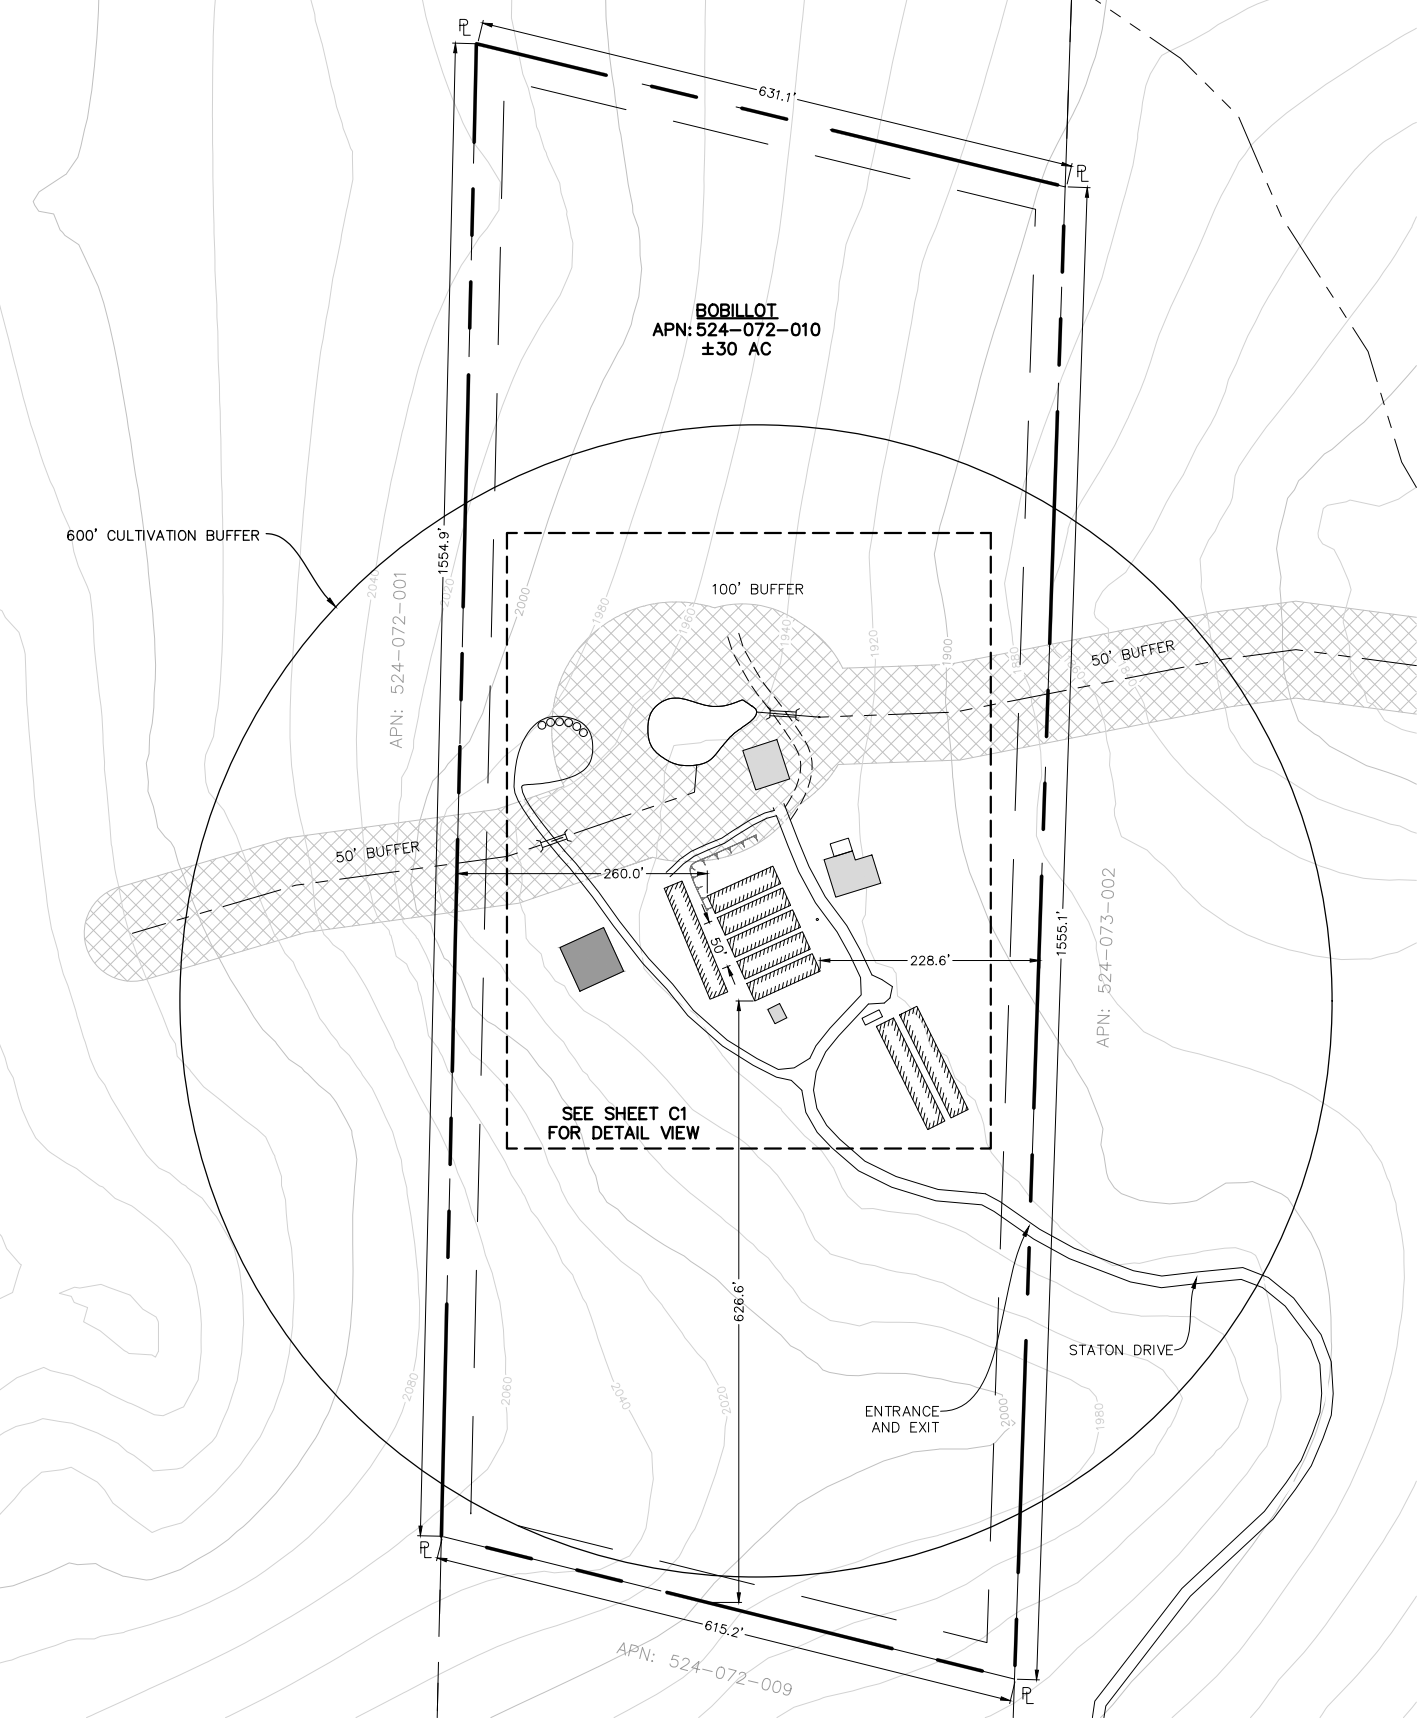 PL
631.1'
PL
BOBILLOT
APN: 524-072-010
±30 AC
600' CULTIVATION BUFFER
1554.9'
APN: 524-072-001
2040
2020
2000
1980
1960
1940
1920
1900
1880
100' BUFFER
50' BUFFER
50' BUFFER
260.0'
50'
228.6'
1555.1'
APN: 524-073-002
SEE SHEET C1
FOR DETAIL VIEW
626.6'
STATON DRIVE
ENTRANCE
AND EXIT
2080
2060
2040
2020
2000
1980
PL
615.2'
APN: 524-072-009
PL